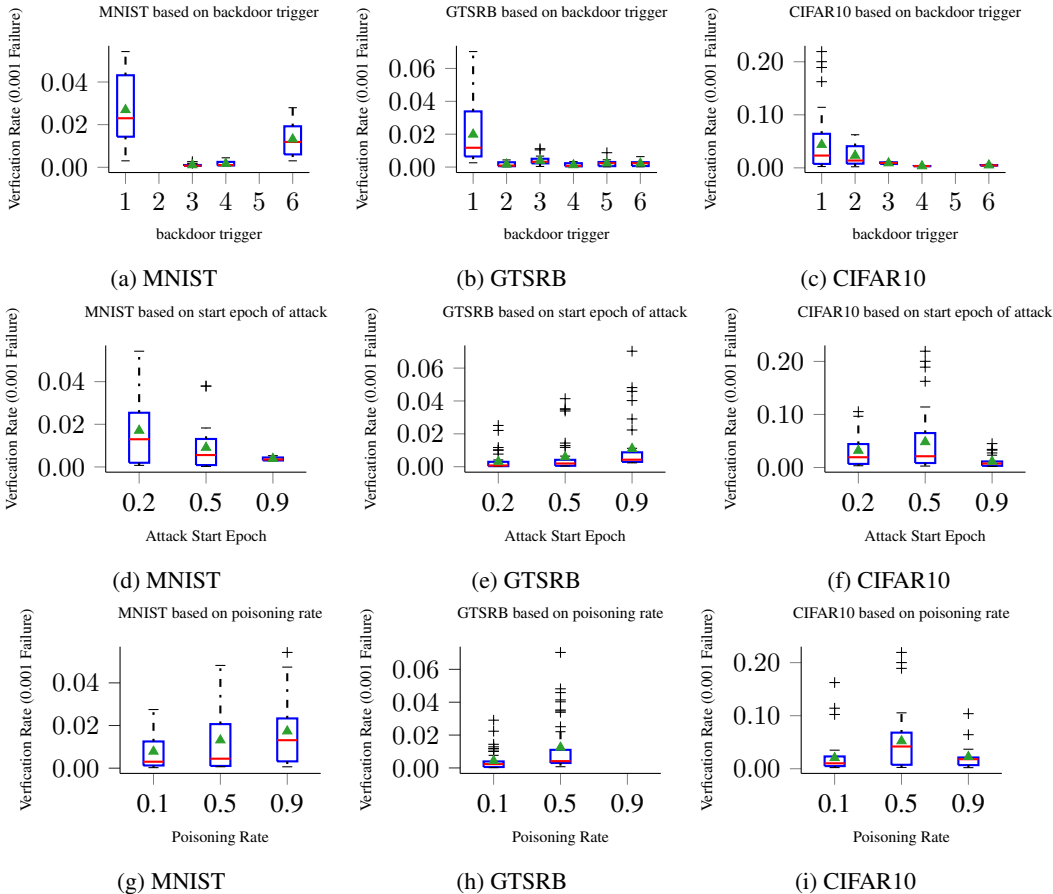 MNIST based on backdoor trigger
Verfication Rate (0.001 Failure)
0.04
0.02
0.00
1 2 3 4 5 6
backdoor trigger
(a) MNIST
GTSRB based on backdoor trigger
Verfication Rate (0.001 Failure)
0.06
0.04
0.02
0.00
1 2 3 4 5 6
backdoor trigger
(b) GTSRB
CIFAR10 based on backdoor trigger
Verfication Rate (0.001 Failure)
0.20
0.10
0.00
1 2 3 4 5 6
backdoor trigger
(c) CIFAR10
MNIST based on start epoch of attack
Verfication Rate (0.001 Failure)
0.04
0.02
0.00
0.2 0.5 0.9
Attack Start Epoch
(d) MNIST
GTSRB based on start epoch of attack
Verfication Rate (0.001 Failure)
0.06
0.04
0.02
0.00
0.2 0.5 0.9
Attack Start Epoch
(e) GTSRB
CIFAR10 based on start epoch of attack
Verfication Rate (0.001 Failure)
0.20
0.10
0.00
0.2 0.5 0.9
Attack Start Epoch
(f) CIFAR10
MNIST based on poisoning rate
Verfication Rate (0.001 Failure)
0.04
0.02
0.00
0.1 0.5 0.9
Poisoning Rate
(g) MNIST
GTSRB based on poisoning rate
Verfication Rate (0.001 Failure)
0.06
0.04
0.02
0.00
0.1 0.5 0.9
Poisoning Rate
(h) GTSRB
CIFAR10 based on poisoning rate
Verfication Rate (0.001 Failure)
0.20
0.10
0.00
0.1 0.5 0.9
Poisoning Rate
(i) CIFAR10